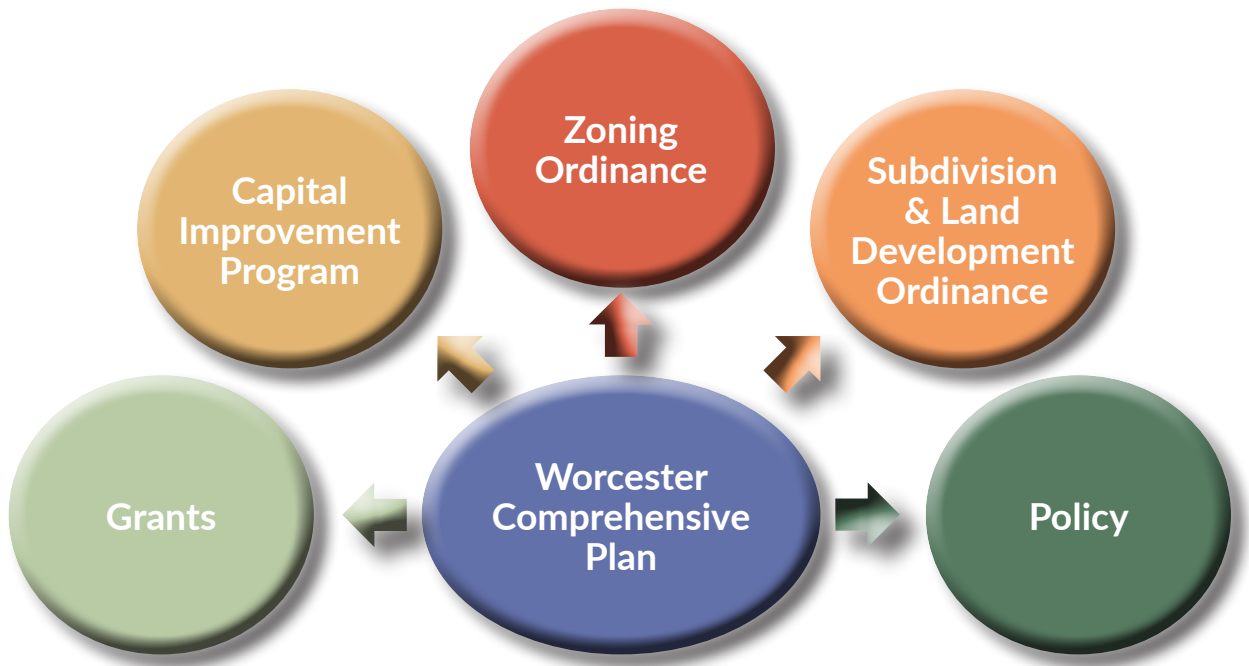 Zoning
Ordinance
Capital
Improvement
Program
Subdivision
& Land
Development
Ordinance
Grants
Worcester
Comprehensive
Plan
Policy